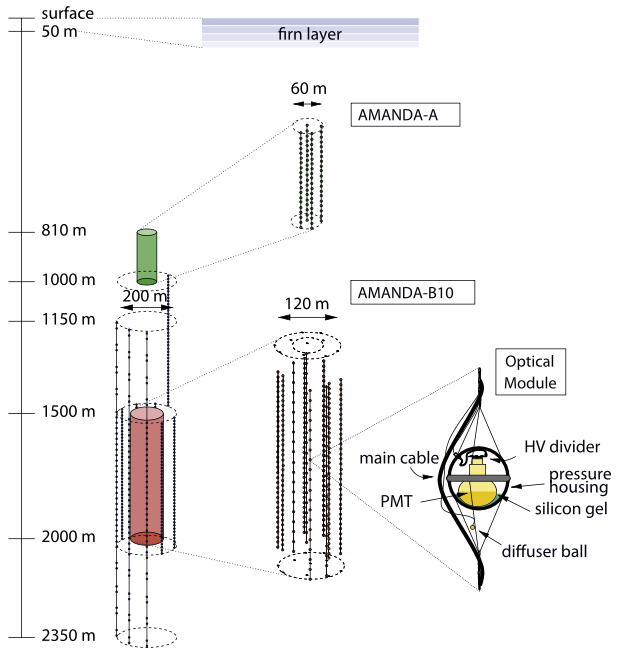 surface
50 m
firn layer
60 m
AMANDA-A
810 m
1000 m
200 m
AMANDA-B10
1150 m
120 m
Optical
Module
1500 m
HV divider
main cable
pressure
housing
PMT
silicon gel
2000 m
diffuser ball
2350 m